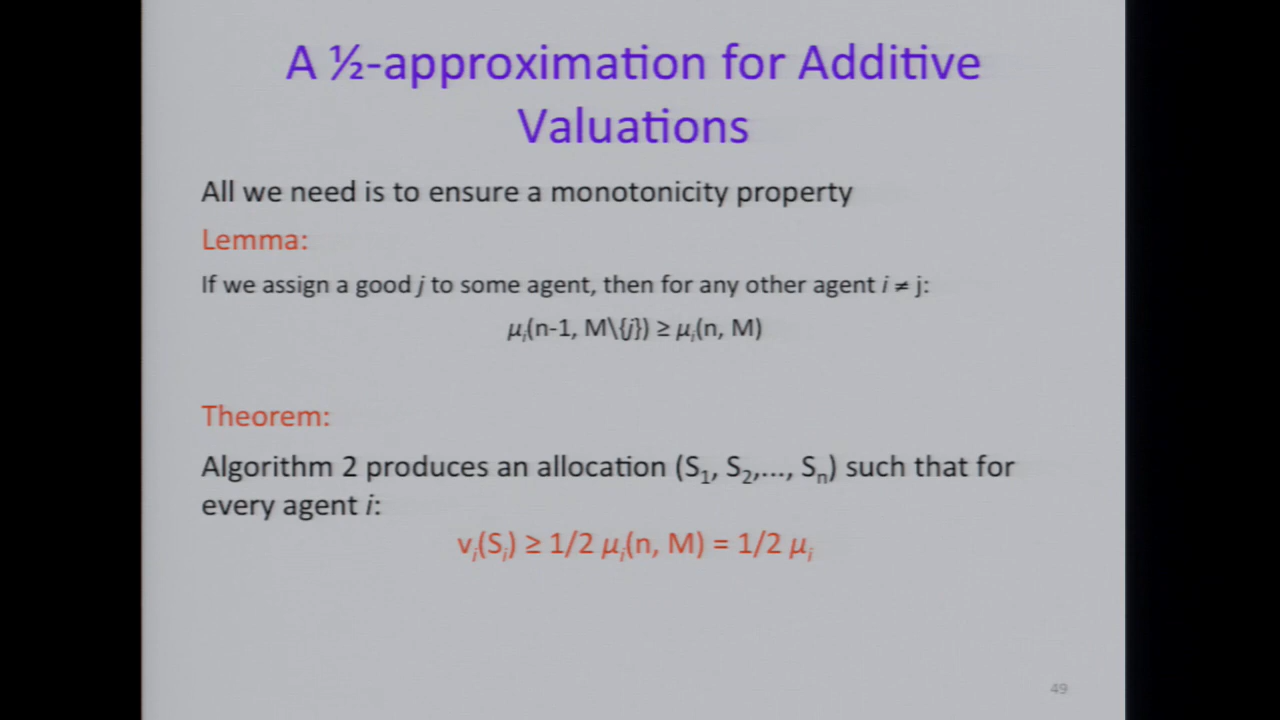 A ½-approximation for Additive
Valuations
All we need is to ensure a monotonicity property
Lemma:
If we assign a good j to some agent, then for any other agent i ≠ j:
μᵢ(n-1, M\{j}) ≥ μᵢ(n, M)
Theorem:
Algorithm 2 produces an allocation (S₁, S₂,..., Sₙ) such that for
every agent i:
vᵢ(Sᵢ) ≥ 1/2 μᵢ(n, M) = 1/2 μᵢ
49